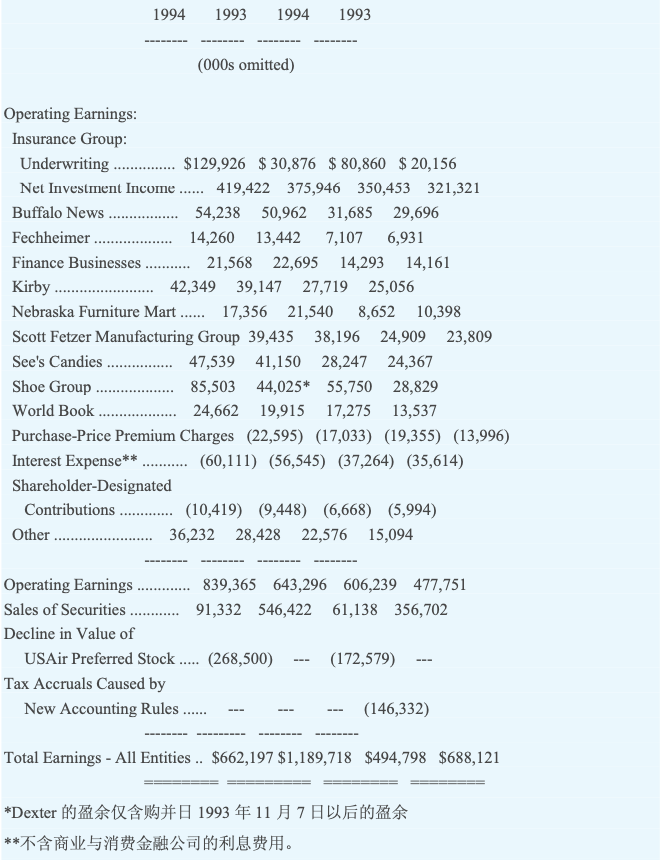 1994 1993 1994 1993
-------- -------- -------- --------
(000s omitted)
Operating Earnings:
Insurance Group:
Underwriting ............... $129,926 $ 30,876 $ 80,860 $ 20,156
Net Investment Income ...... 419,422 375,946 350,453 321,321
Buffalo News ................. 54,238 50,962 31,685 29,696
Fechheimer ................... 14,260 13,442 7,107 6,931
Finance Businesses ........... 21,568 22,695 14,293 14,161
Kirby ........................ 42,349 39,147 27,719 25,056
Nebraska Furniture Mart ...... 17,356 21,540 8,652 10,398
Scott Fetzer Manufacturing Group 39,435 38,196 24,909 23,809
See's Candies ................ 47,539 41,150 28,247 24,367
Shoe Group ................... 85,503 44,025* 55,750 28,829
World Book ................... 24,662 19,915 17,275 13,537
Purchase-Price Premium Charges (22,595) (17,033) (19,355) (13,996)
Interest Expense** ........... (60,111) (56,545) (37,264) (35,614)
Shareholder-Designated
Contributions ............. (10,419) (9,448) (6,668) (5,994)
Other ........................ 36,232 28,428 22,576 15,094
-------- -------- -------- --------
Operating Earnings ............. 839,365 643,296 606,239 477,751
Sales of Securities ............ 91,332 546,422 61,138 356,702
Decline in Value of
USAir Preferred Stock ..... (268,500) --- (172,579) ---
Tax Accruals Caused by
New Accounting Rules ...... --- --- --- (146,332)
-------- --------- -------- --------
Total Earnings - All Entities .. $662,197 $1,189,718 $494,798 $688,121
======== ========= ======== ========
*Dexter 的盈余仅含购并日 1993 年 11 月 7 日以后的盈余
**不含商业与消费金融公司的利息费用。